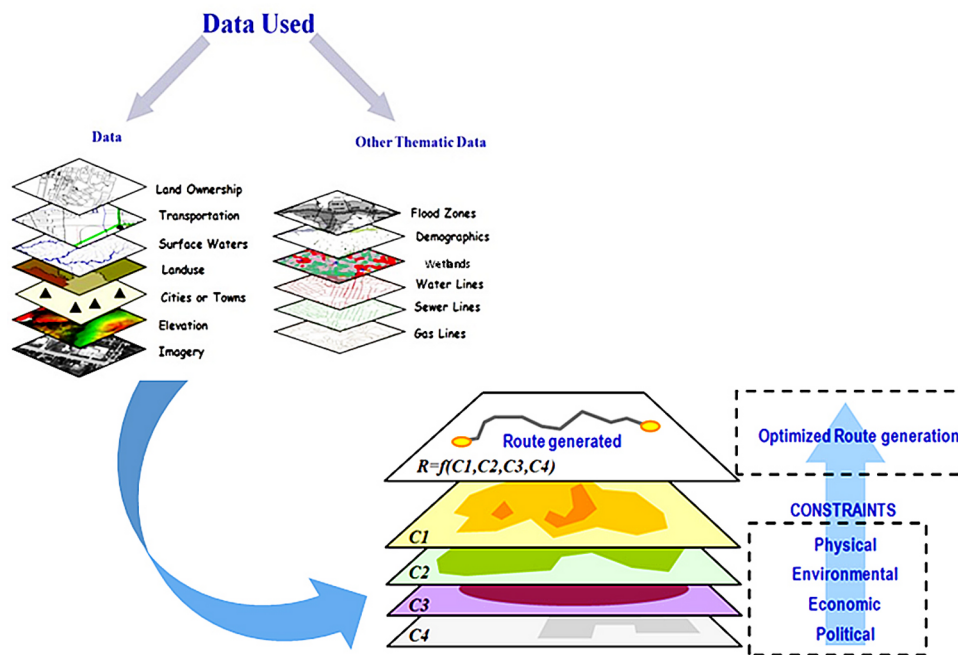 Data Used
Data
Other Thematic Data
Land Ownership
Transportation
Surface Waters
Landuse
Cities or Towns
Elevation
Imagery
Flood Zones
Demographics
Wetlands
Water Lines
Sewer Lines
Gas Lines
Route generated
R=f(C1,C2,C3,C4)
C1
C2
C3
C4
Optimized Route generation
CONSTRAINTS
Physical
Environmental
Economic
Political